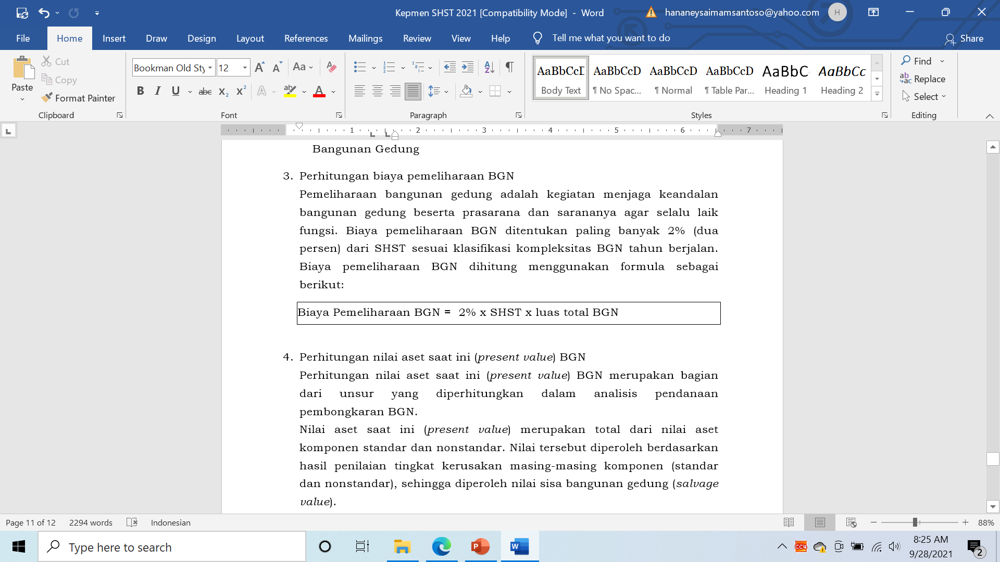 Kepmen SHST 2021 [Compatibility Mode] - Word
hananeysaimamsantoso@yahoo.com
H
File Home Insert Draw Design Layout References Mailings Review View Help Tell me what you want to do Share
Paste
Cut
Copy
Format Painter
Clipboard
Bookman Old Sty 12
Font
Paragraph
AaBbCcD
Body Text
AaBbCcD
¶ No Spac...
AaBbCcD
¶ Normal
AaBbCcD
¶ Table Par...
AaBbC
Heading 1
AaBbCc
Heading 2
Styles
Find
Replace
Select
Editing
1 2 3 4 5 6 7
Bangunan Gedung
3. Perhitungan biaya pemeliharaan BGN
Pemeliharaan bangunan gedung adalah kegiatan menjaga keandalan
bangunan gedung beserta prasarana dan sarananya agar selalu laik
fungsi. Biaya pemeliharaan BGN ditentukan paling banyak 2% (dua
persen) dari SHST sesuai klasifikasi kompleksitas BGN tahun berjalan.
Biaya pemeliharaan BGN dihitung menggunakan formula sebagai
berikut:
Biaya Pemeliharaan BGN = 2% x SHST x luas total BGN
4. Perhitungan nilai aset saat ini (present value) BGN
Perhitungan nilai aset saat ini (present value) BGN merupakan bagian
dari unsur yang diperhitungkan dalam analisis pendanaan
pembongkaran BGN.
Nilai aset saat ini (present value) merupakan total dari nilai aset
komponen standar dan nonstandar. Nilai tersebut diperoleh berdasarkan
hasil penilaian tingkat kerusakan masing-masing komponen (standar
dan nonstandar), sehingga diperoleh nilai sisa bangunan gedung (salvage
value).
Page 11 of 12 2294 words Indonesian 88%
Type here to search
8:25 AM
9/28/2021
2